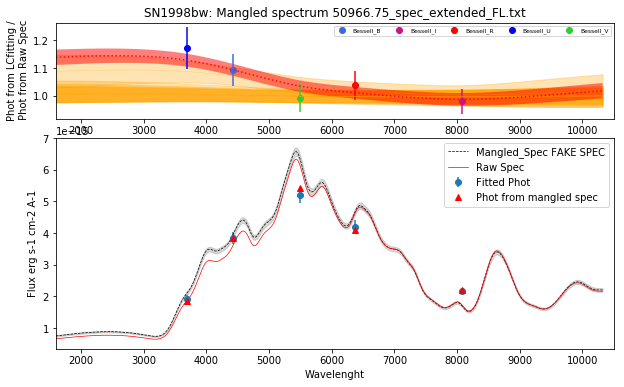 SN1998bw: Mangled spectrum 50966.75_spec_extended_FL.txt
Phot from LCfitting /
Phot from Raw Spec
1.2
1.1
1.0
Bessell_B
Bessell_I
Bessell_R
Bessell_U
Bessell_V
2000 3000 4000 5000 6000 7000 8000 9000 10000
Flux erg s-1 cm-2 A-1
7
6
5
4
3
2
1
Mangled_Spec FAKE SPEC
Raw Spec
Fitted Phot
Phot from mangled spec
2000 3000 4000 5000 6000 7000 8000 9000 10000
Wavelenght